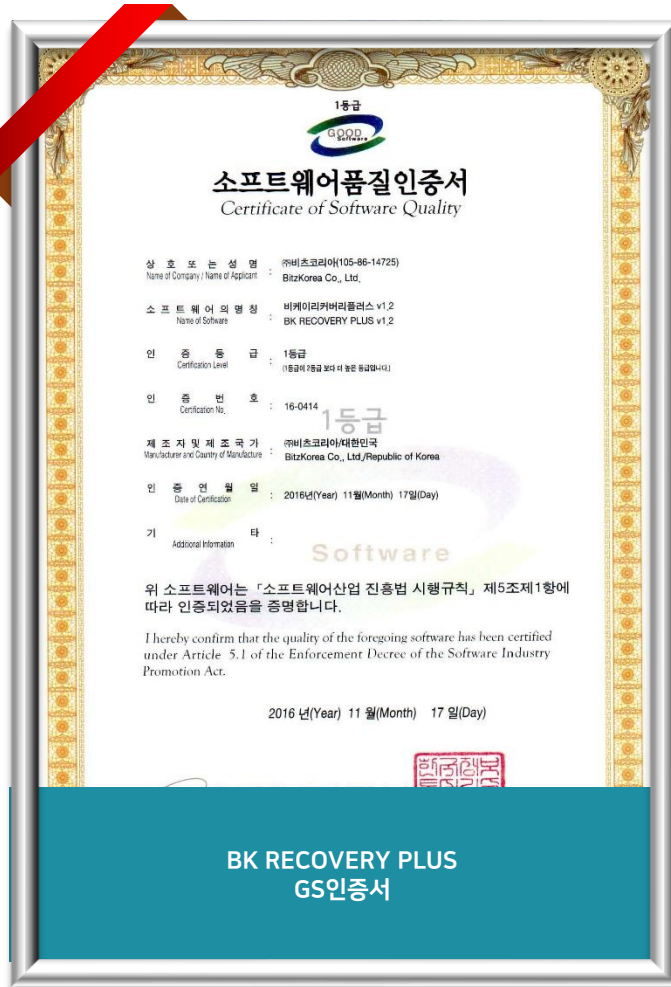 1등급
GOOD
Software
소프트웨어품질인증서
Certificate of Software Quality
상 호 또 는 성 명
Name of Company / Name of Applicant
:
㈜비츠코리아(105-86-14725)
BitzKorea Co., Ltd.
소 프 트 웨 어 의 명 칭
Name of Software
:
비케이리커버리플러스 v1.2
BK RECOVERY PLUS v1.2
인 증 등 급
Certification Level
:
1등급
(1등급이 2등급 보다 더 높은 등급입니다.)
인 증 번 호
Certification No.
:
16-0414
1등급
제 조 자 및 제 조 국 가
Manufacturer and Country of Manufacture
:
㈜비츠코리아/대한민국
BitzKorea Co., Ltd./Republic of Korea
인 증 연 월 일
Date of Certification
:
2016년(Year) 11월(Month) 17일(Day)
기 타
Additional Information
:
Software
위 소프트웨어는 「소프트웨어산업 진흥법 시행규칙」 제5조제1항에
따라 인증되었음을 증명합니다.
I hereby confirm that the quality of the foregoing software has been certified
under Article 5.1 of the Enforcement Decree of the Software Industry
Promotion Act.
2016 년(Year) 11 월(Month) 17 일(Day)
BK RECOVERY PLUS
GS인증서